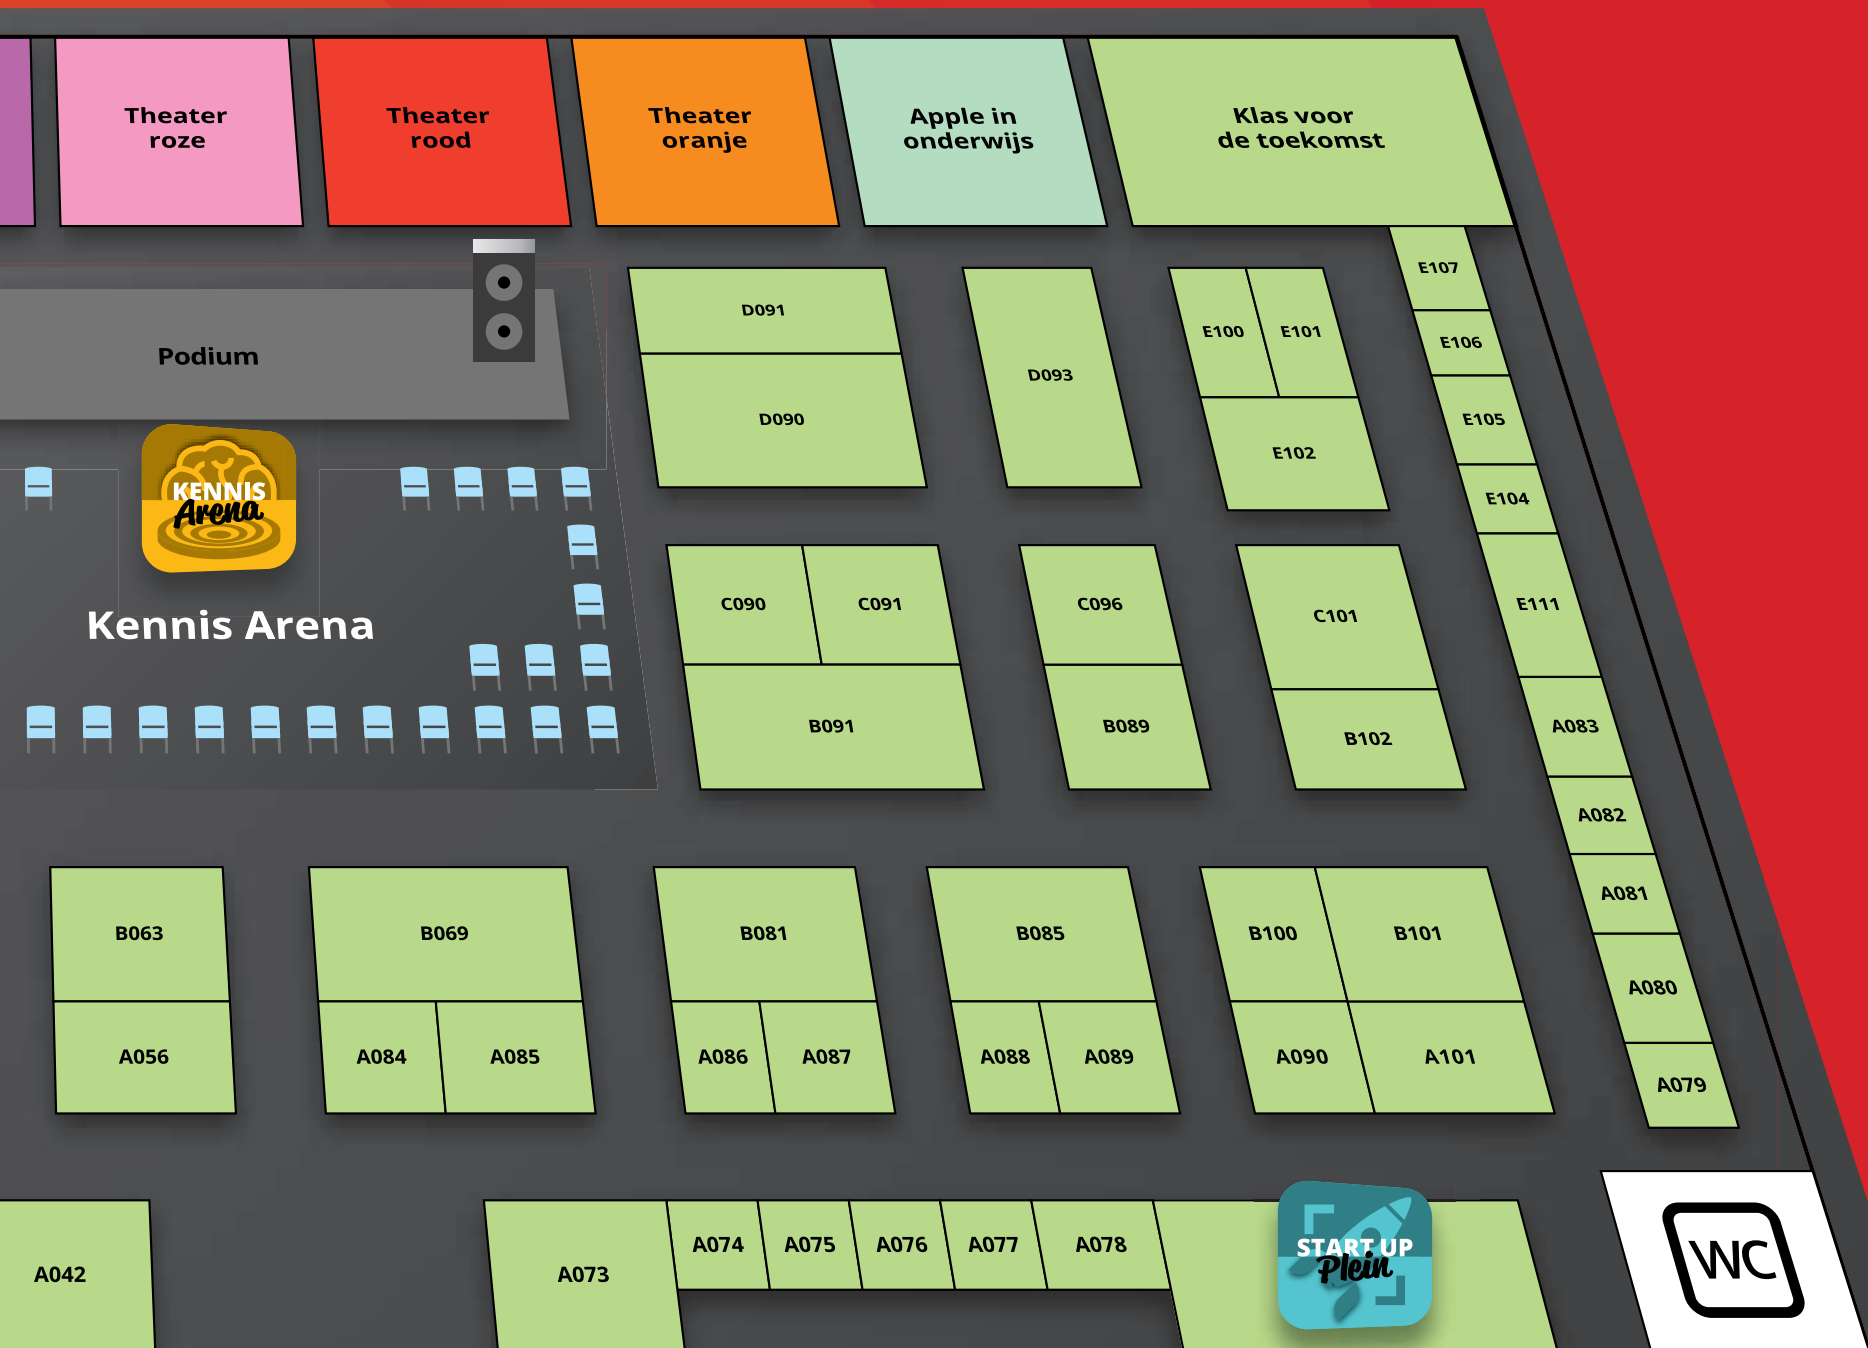 Theater
roze
Theater
rood
Theater
oranje
Apple in
onderwijs
Klas voor
de toekomst
Podium
KENNIS
Arena
Kennis Arena
D091
D090
D093
E100
E101
E102
E107
E106
E105
E104
E111
C090
C091
B091
C096
B089
C101
B102
A083
A082
A081
A080
A079
B063
A056
B069
A084
A085
B081
A086
A087
B085
A088
A089
B100
B101
A090
A101
A042
A073
A074
A075
A076
A077
A078
START UP
Plein
WC